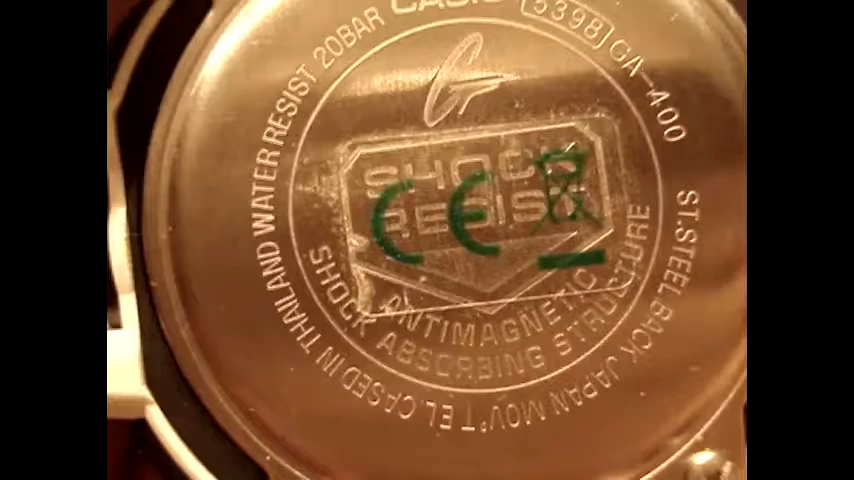 CASIO 5398 GA-400
ST.STEEL BACK JAPAN MOV'T EL.CASED IN THAILAND WATER RESIST 20BAR
G
SHOCK
RESIST
CE
ANTIMAGNETIC
SHOCK ABSORBING STRUCTURE